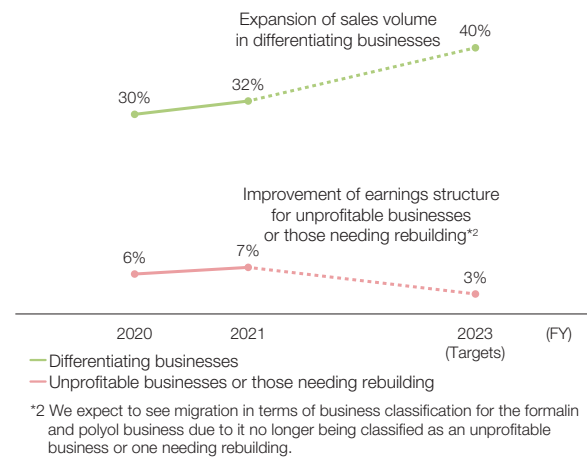 Expansion of sales volume
in differentiating businesses
40%
30%
32%
Improvement of earnings structure
for unprofitable businesses
or those needing rebuilding*2
6%
7%
3%
2020
2021
2023
(Targets)
(FY)
Differentiating businesses
Unprofitable businesses or those needing rebuilding
*2 We expect to see migration in terms of business classification for the formalin
and polyol business due to it no longer being classified as an unprofitable
business or one needing rebuilding.